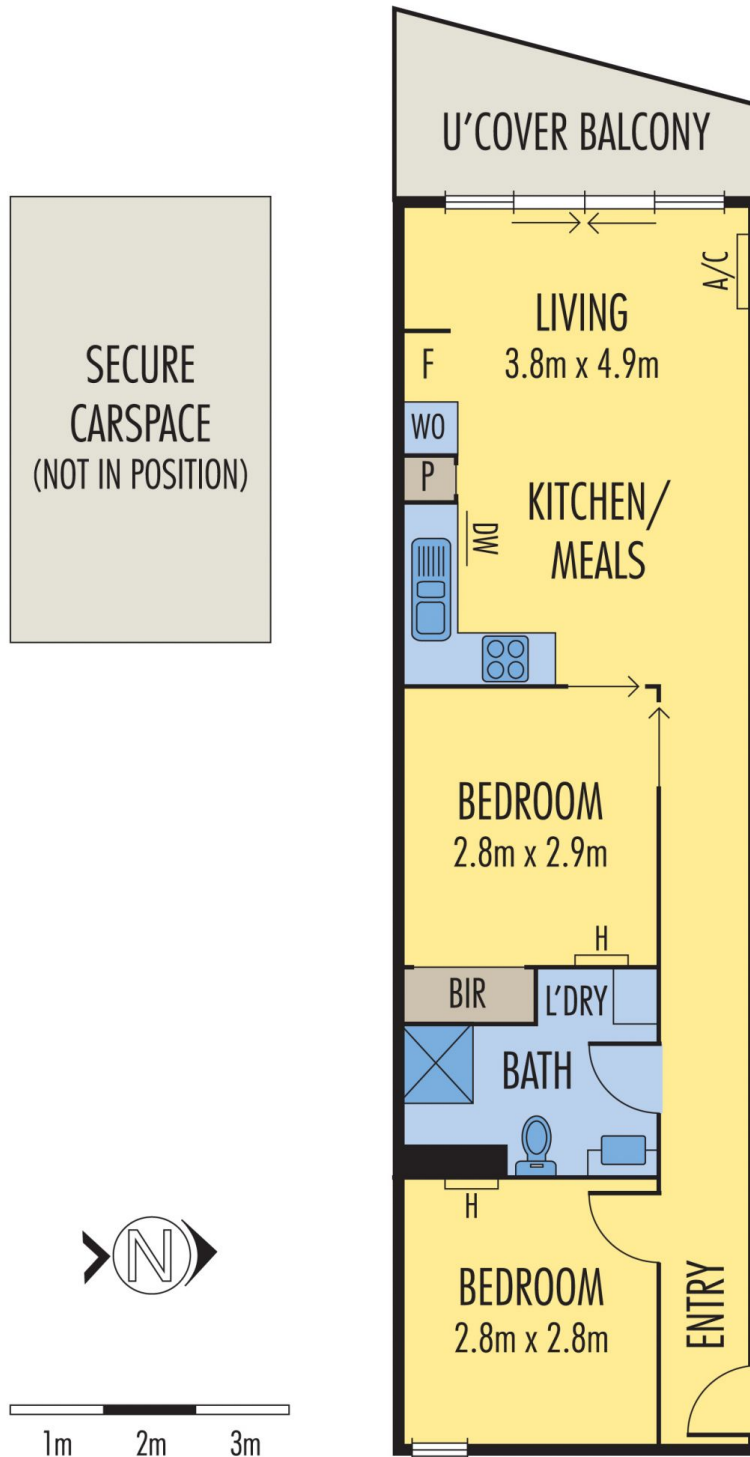 U'COVER BALCONY
SECURE
CARSPACE
(NOT IN POSITION)
A/C
LIVING
3.8m x 4.9m
F
WO
P
DW
KITCHEN/
MEALS
BEDROOM
2.8m x 2.9m
H
BIR
L'DRY
BATH
H
N
BEDROOM
2.8m x 2.8m
ENTRY
1m 2m 3m